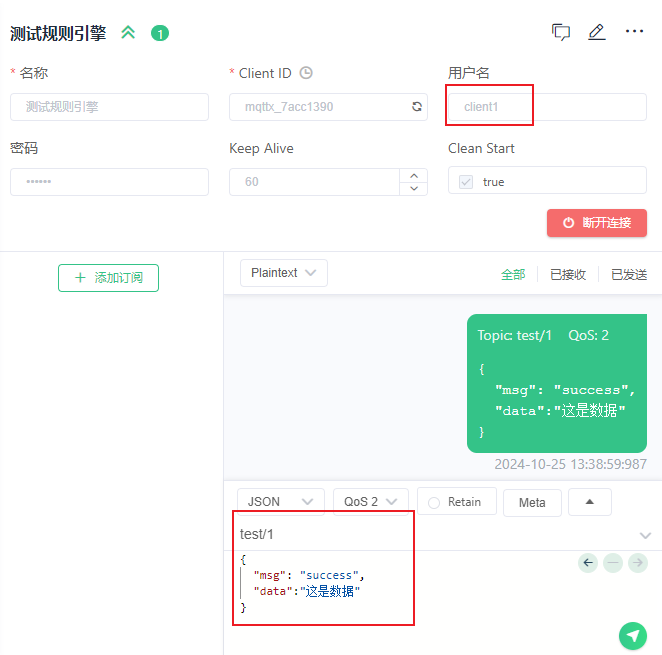 测试规则引擎 1
* 名称 * Client ID 用户名
测试规则引擎 mqttx_7acc1390 client1
密码 Keep Alive Clean Start
•••••• 60 true
断开连接
+ 添加订阅 Plaintext 全部 已接收 已发送
Topic: test/1 QoS: 2
{
"msg": "success",
"data":"这是数据"
}
2024-10-25 13:38:59:987
JSON QoS 2 Retain Meta
test/1
{
"msg": "success",
"data":"这是数据"
}